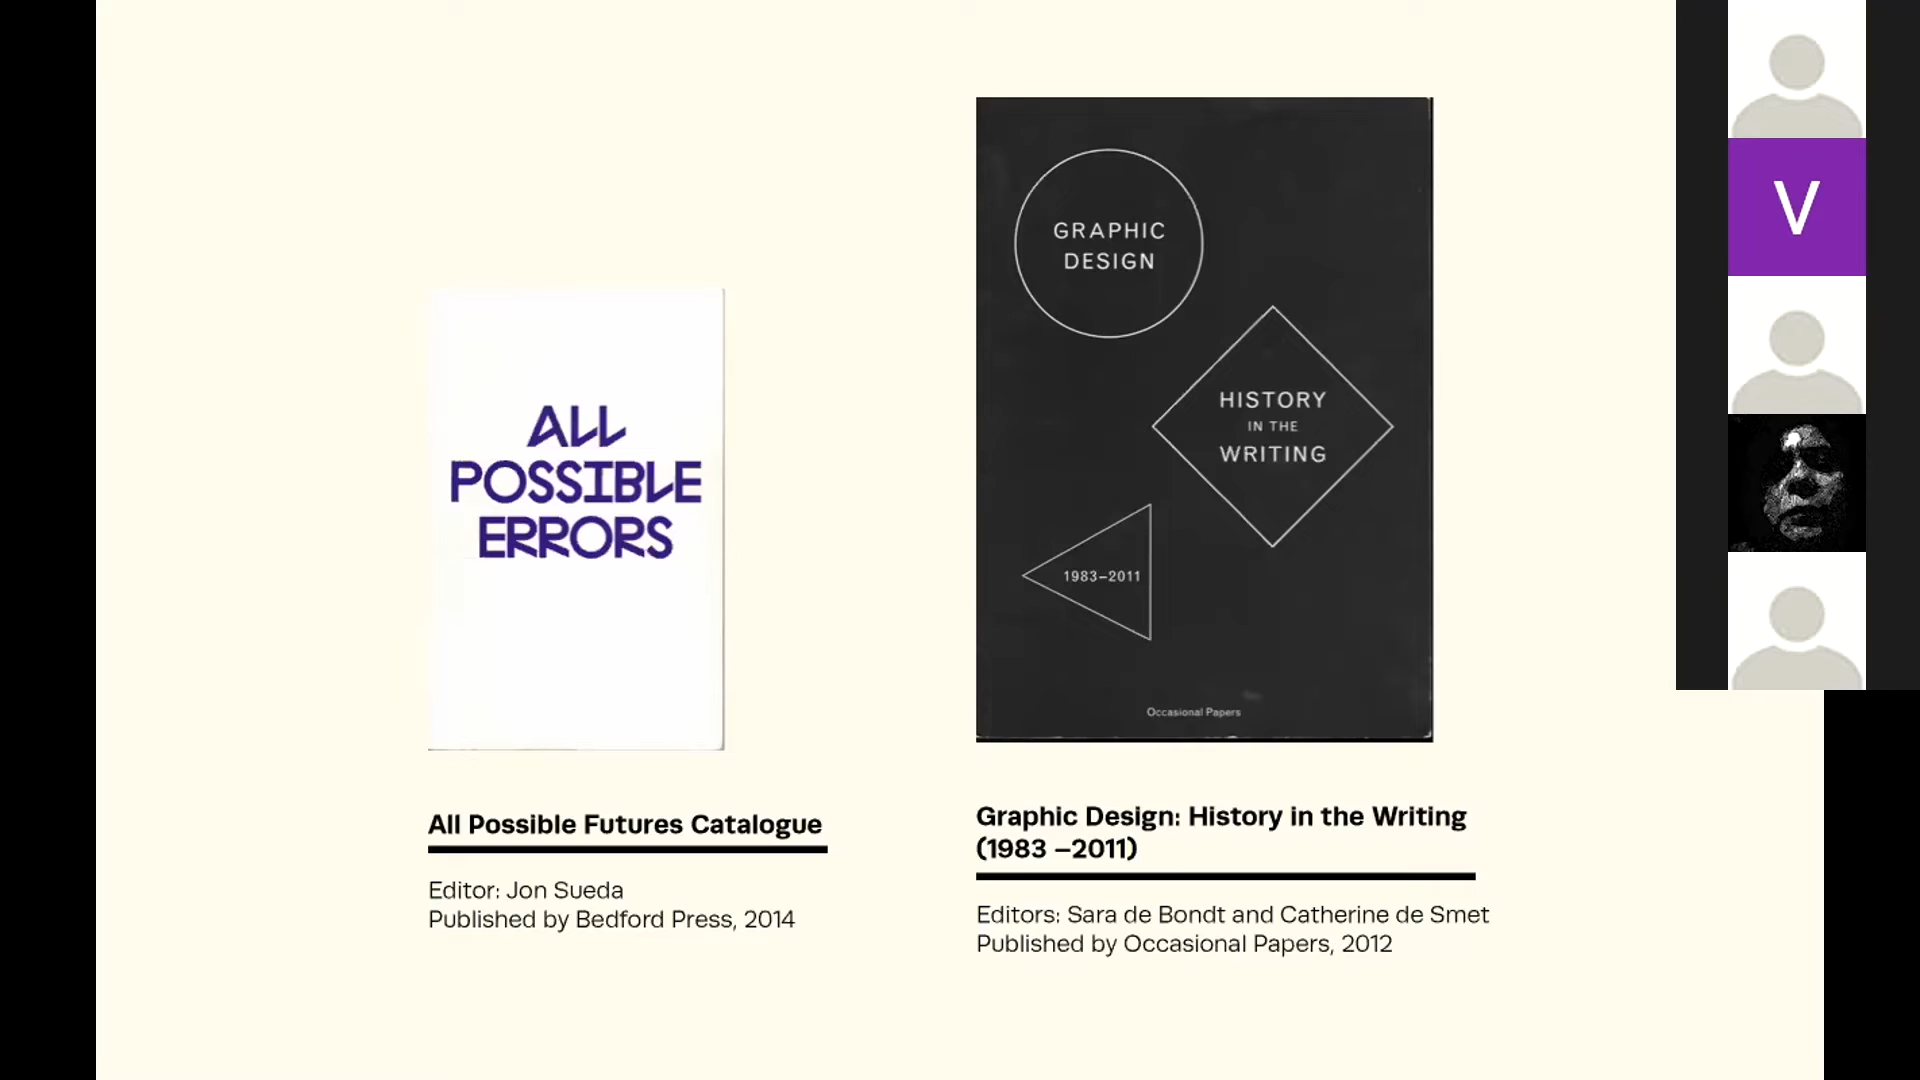 ALL
POSSIBLE
ERRORS
All Possible Futures Catalogue
Editor: Jon Sueda
Published by Bedford Press, 2014
GRAPHIC
DESIGN
HISTORY
IN THE
WRITING
1983–2011
Occasional Papers
Graphic Design: History in the Writing
(1983 –2011)
Editors: Sara de Bondt and Catherine de Smet
Published by Occasional Papers, 2012
V